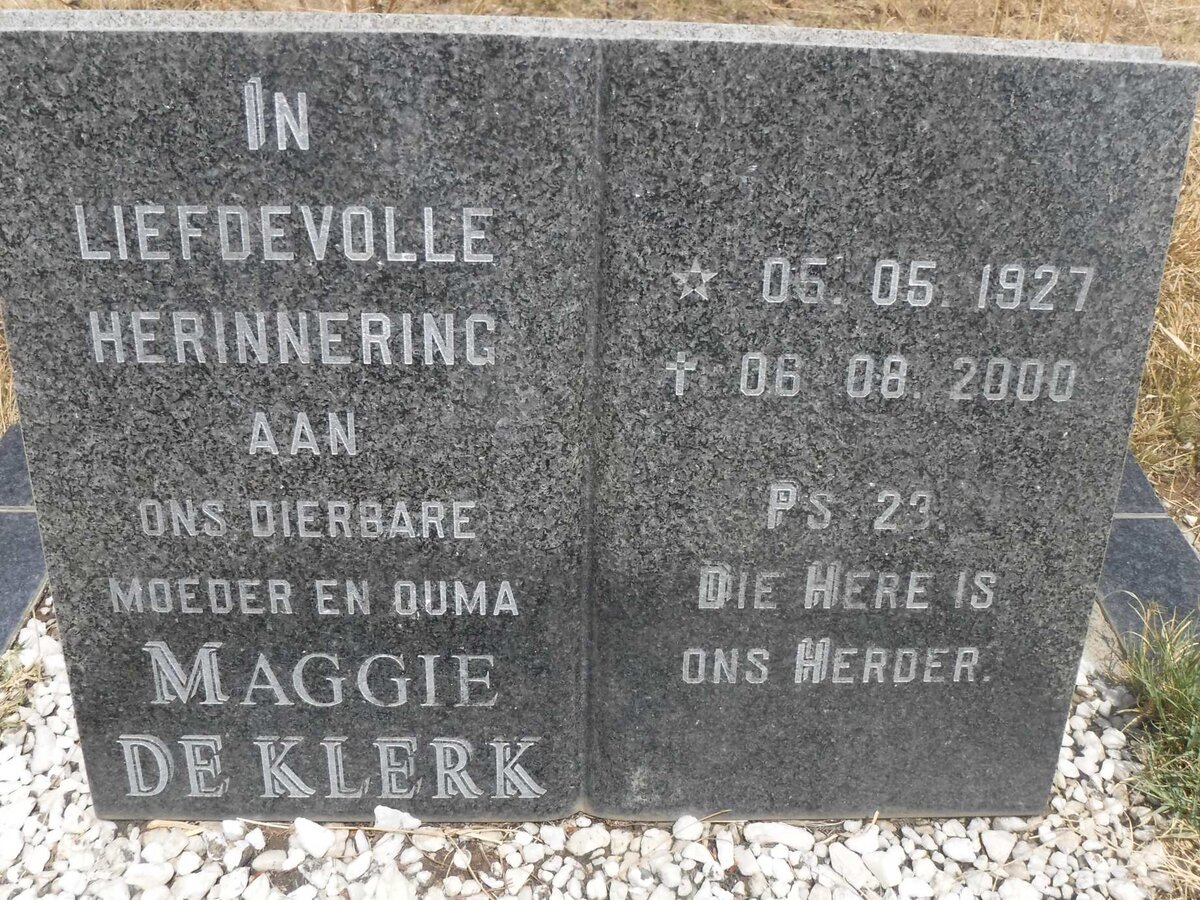 IN
LIEFDEVOLLE
HERINNERING
AAN
ONS DIERBARE
MOEDER EN OUMA
MAGGIE
DE KLERK
☆ 05. 05. 1927
✝ 06 08. 2000
PS. 23.
DIE HERE IS
ONS HERDER.